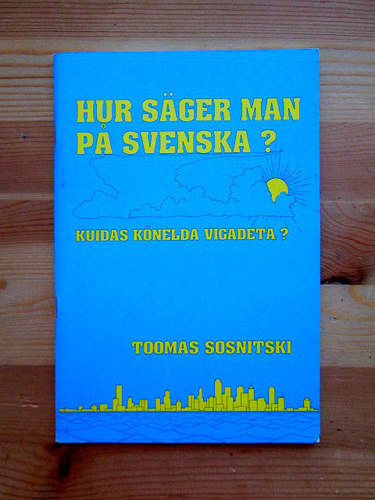 HUR SÄGER MAN
PÅ SVENSKA ?
KUIDAS KÕNELDA VIGADETA ?
TOOMAS SOSNITSKI